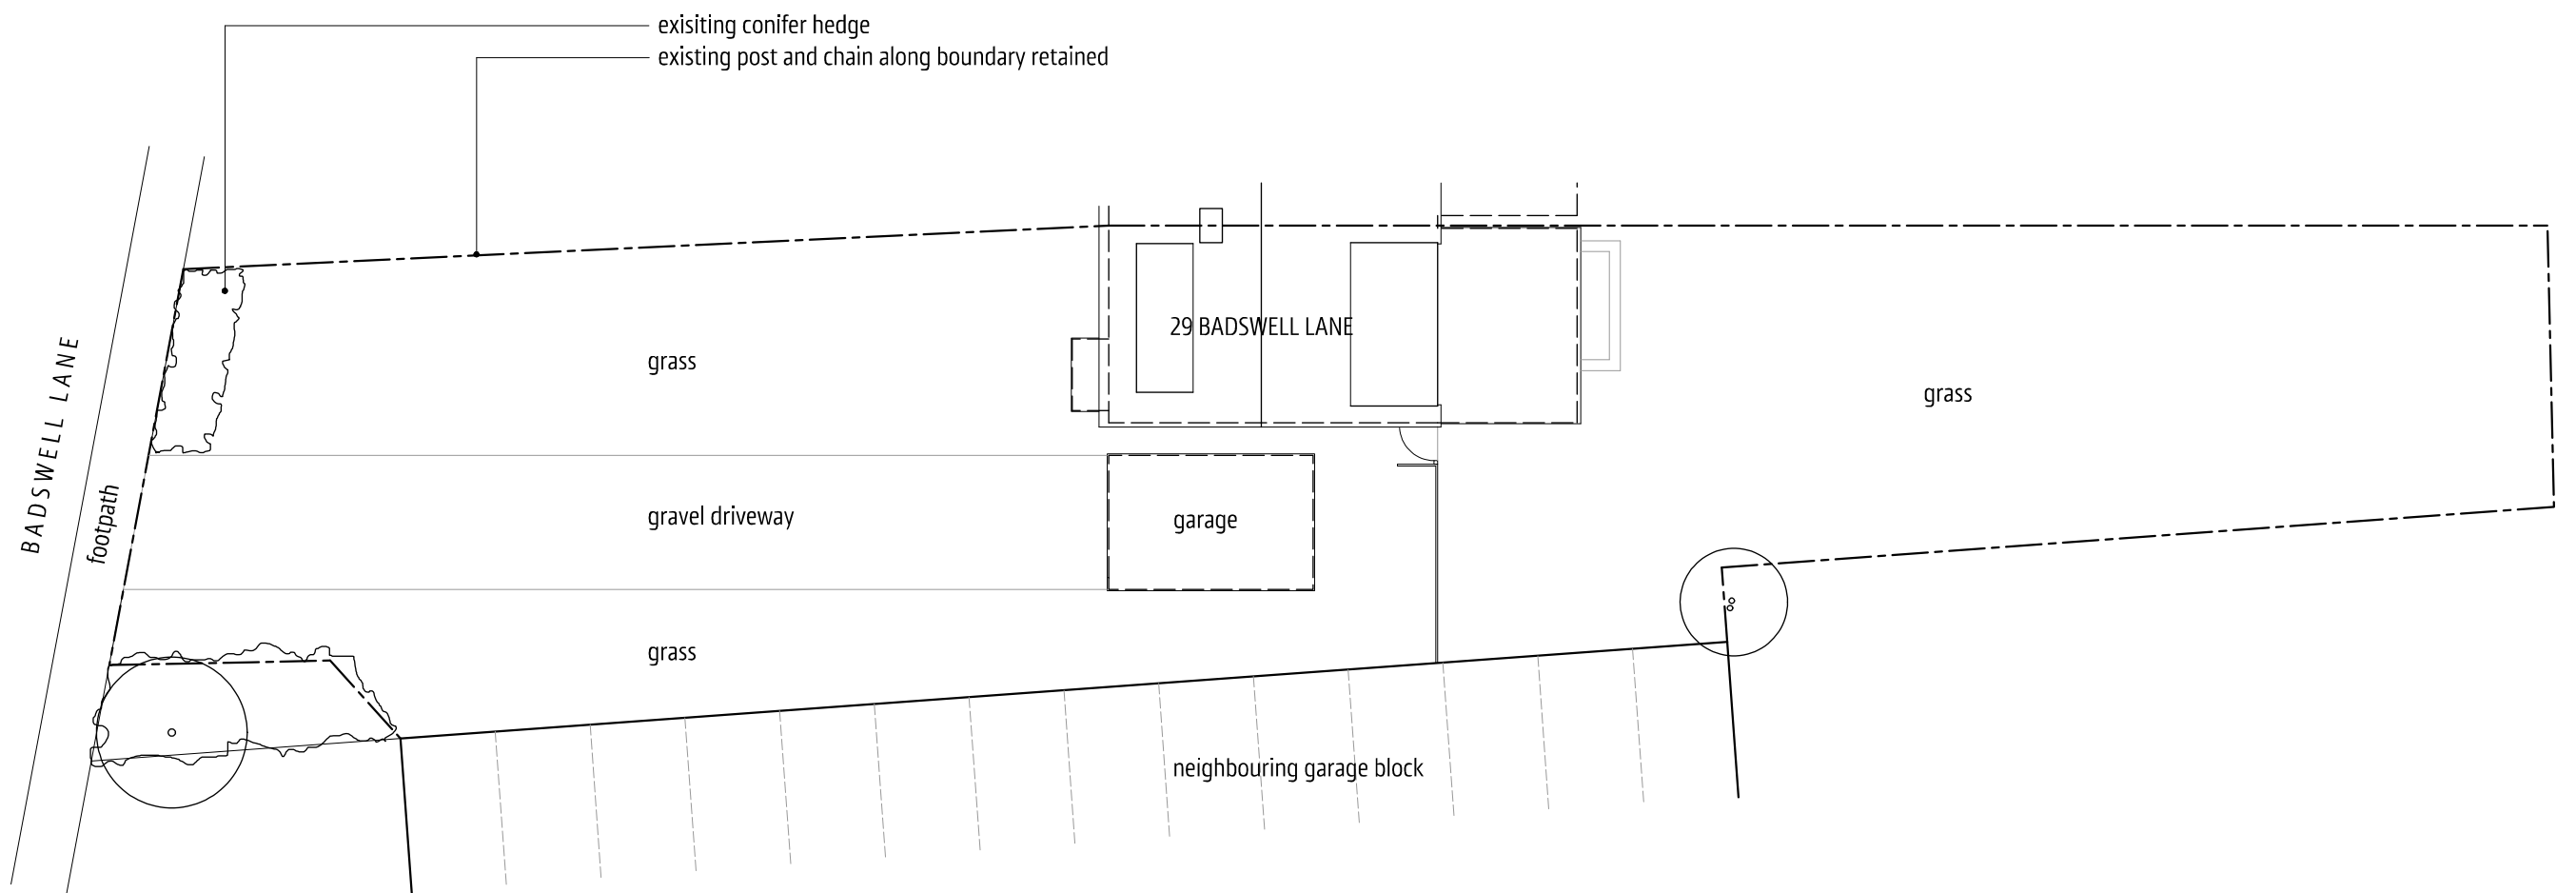 exisiting conifer hedge
existing post and chain along boundary retained
29 BADSWELL LANE
grass
grass
BADSWELL LANE
footpath
gravel driveway
garage
grass
neighbouring garage block